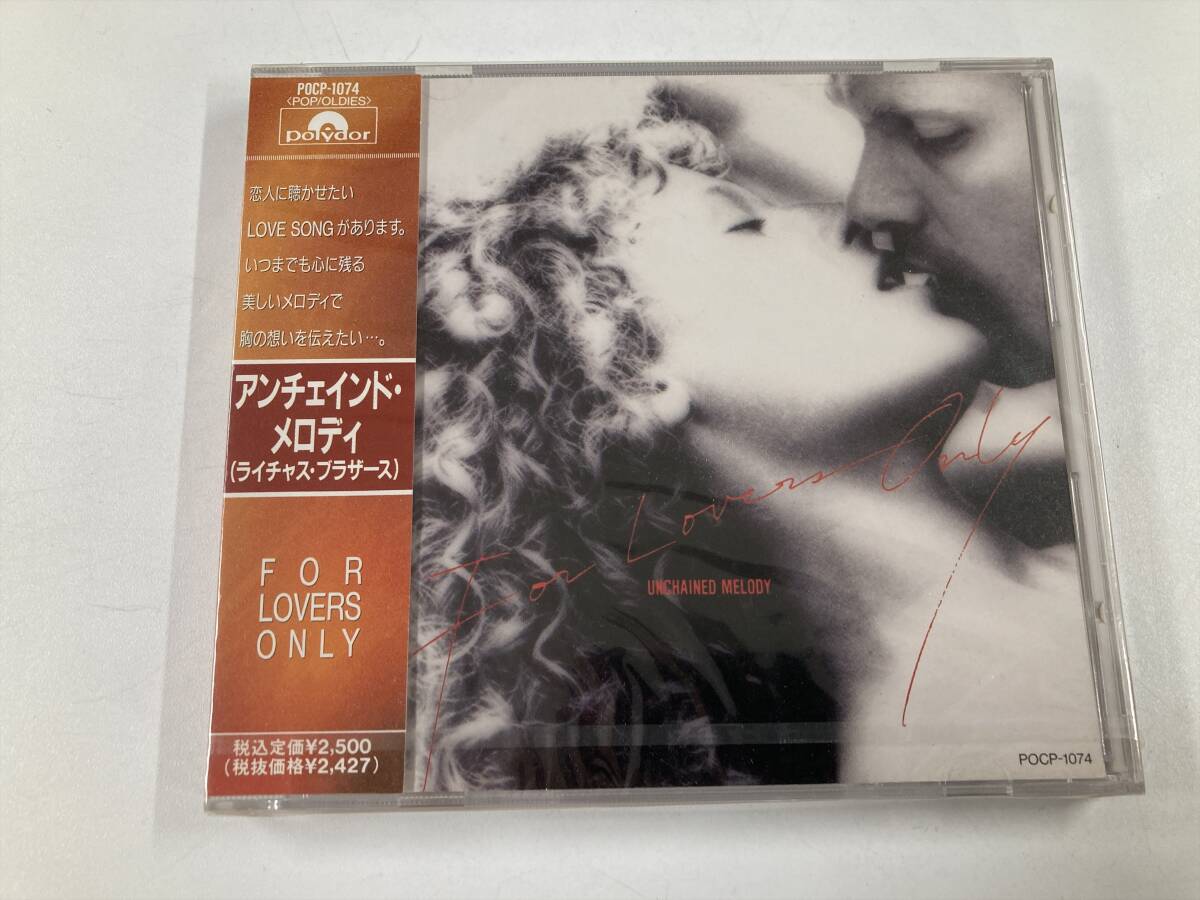 POCP-1074
〈POP/OLDIES〉
polydor
恋人に聴かせたい
LOVE SONGがあります。
いつまでも心に残る
美しいメロディで
胸の想いを伝えたい…。
アンチェインド・
メロディ
(ライチャス・ブラザース)
FOR
LOVERS
ONLY
税込定価¥2,500
(税抜価格¥2,427)
For Lovers Only
UNCHAINED MELODY
POCP-1074